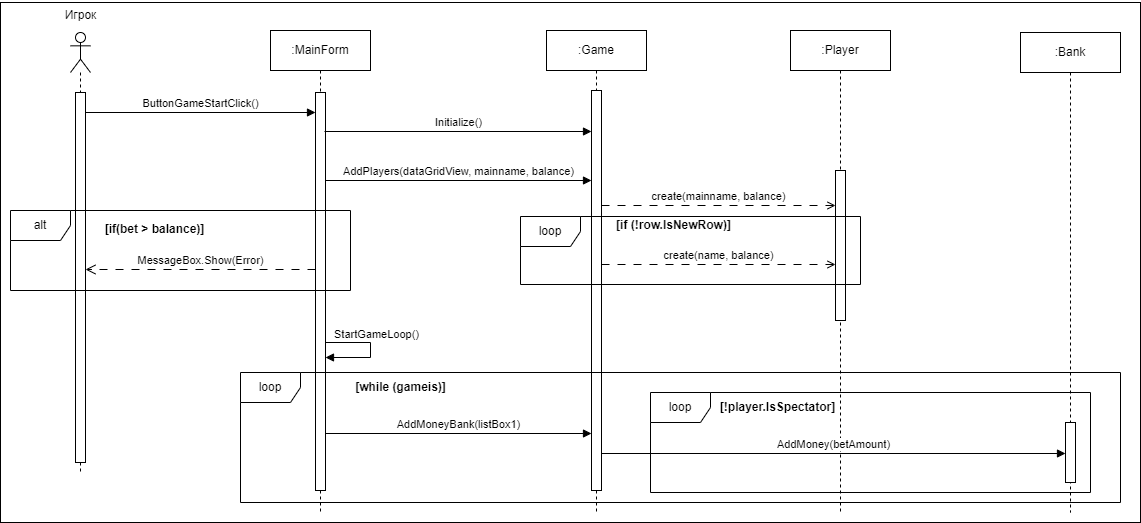 Игрок
:MainForm
:Game
:Player
:Bank
ButtonGameStartClick()
Initialize()
AddPlayers(dataGridView, mainname, balance)
create(mainname, balance)
alt
[if(bet > balance)]
loop
[if (!row.IsNewRow)]
MessageBox.Show(Error)
create(name, balance)
StartGameLoop()
loop
[while (gameis)]
loop
[!player.IsSpectator]
AddMoneyBank(listBox1)
AddMoney(betAmount)